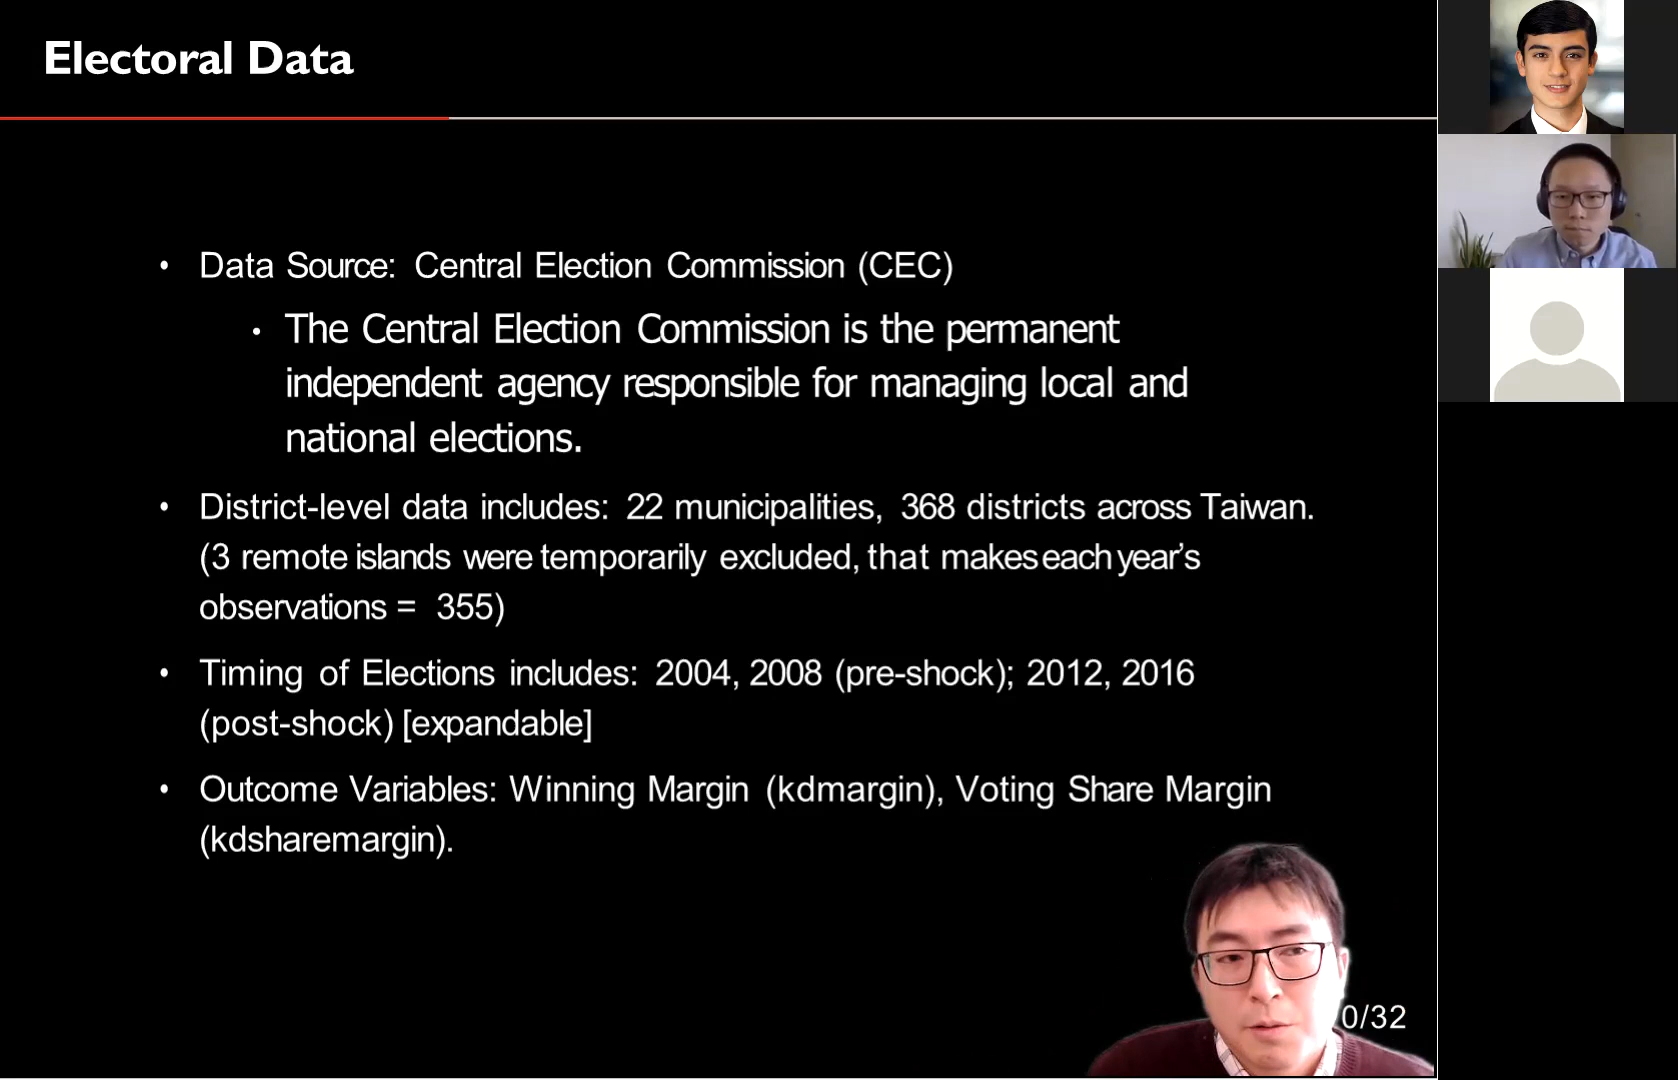 Electoral Data
• Data Source: Central Election Commission (CEC)
• The Central Election Commission is the permanent
independent agency responsible for managing local and
national elections.
• District-level data includes: 22 municipalities, 368 districts across Taiwan.
(3 remote islands were temporarily excluded, that makes each year’s
observations = 355)
• Timing of Elections includes: 2004, 2008 (pre-shock); 2012, 2016
(post-shock) [expandable]
• Outcome Variables: Winning Margin (kdmargin), Voting Share Margin
(kdsharemargin).
0/32